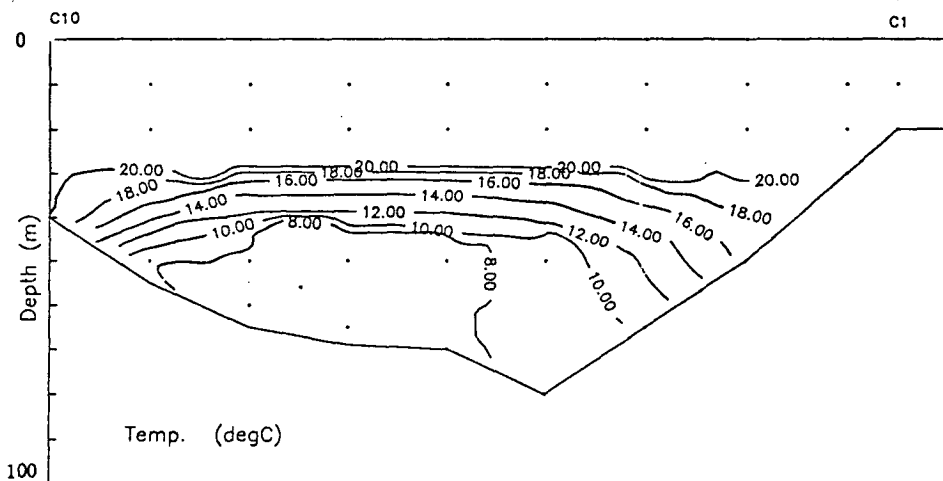 C10 C1
0
20.00 20.00 20.00 20.00
18.00 18.00 18.00 18.00
16.00 16.00 16.00
14.00 14.00 14.00
12.00 12.00
10.00 10.00 10.00
8.00 8.00
Depth (m)
Temp. (degC)
100